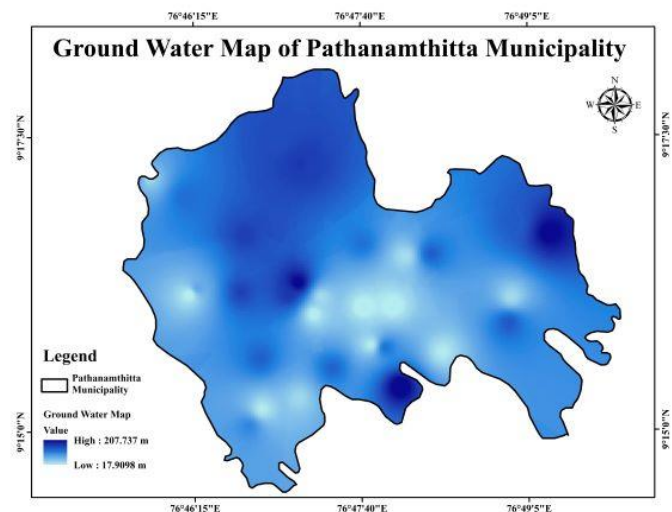 76°46'15"E 76°47'40"E 76°49'5"E
Ground Water Map of Pathanamthitta Municipality
N
W E
S
9°17'30"N 9°17'30"N
Legend
Pathanamthitta
Municipality
Ground Water Map
Value
High : 207.737 m
Low : 17.9098 m
9°15'0"N 9°15'0"N
76°46'15"E 76°47'40"E 76°49'5"E